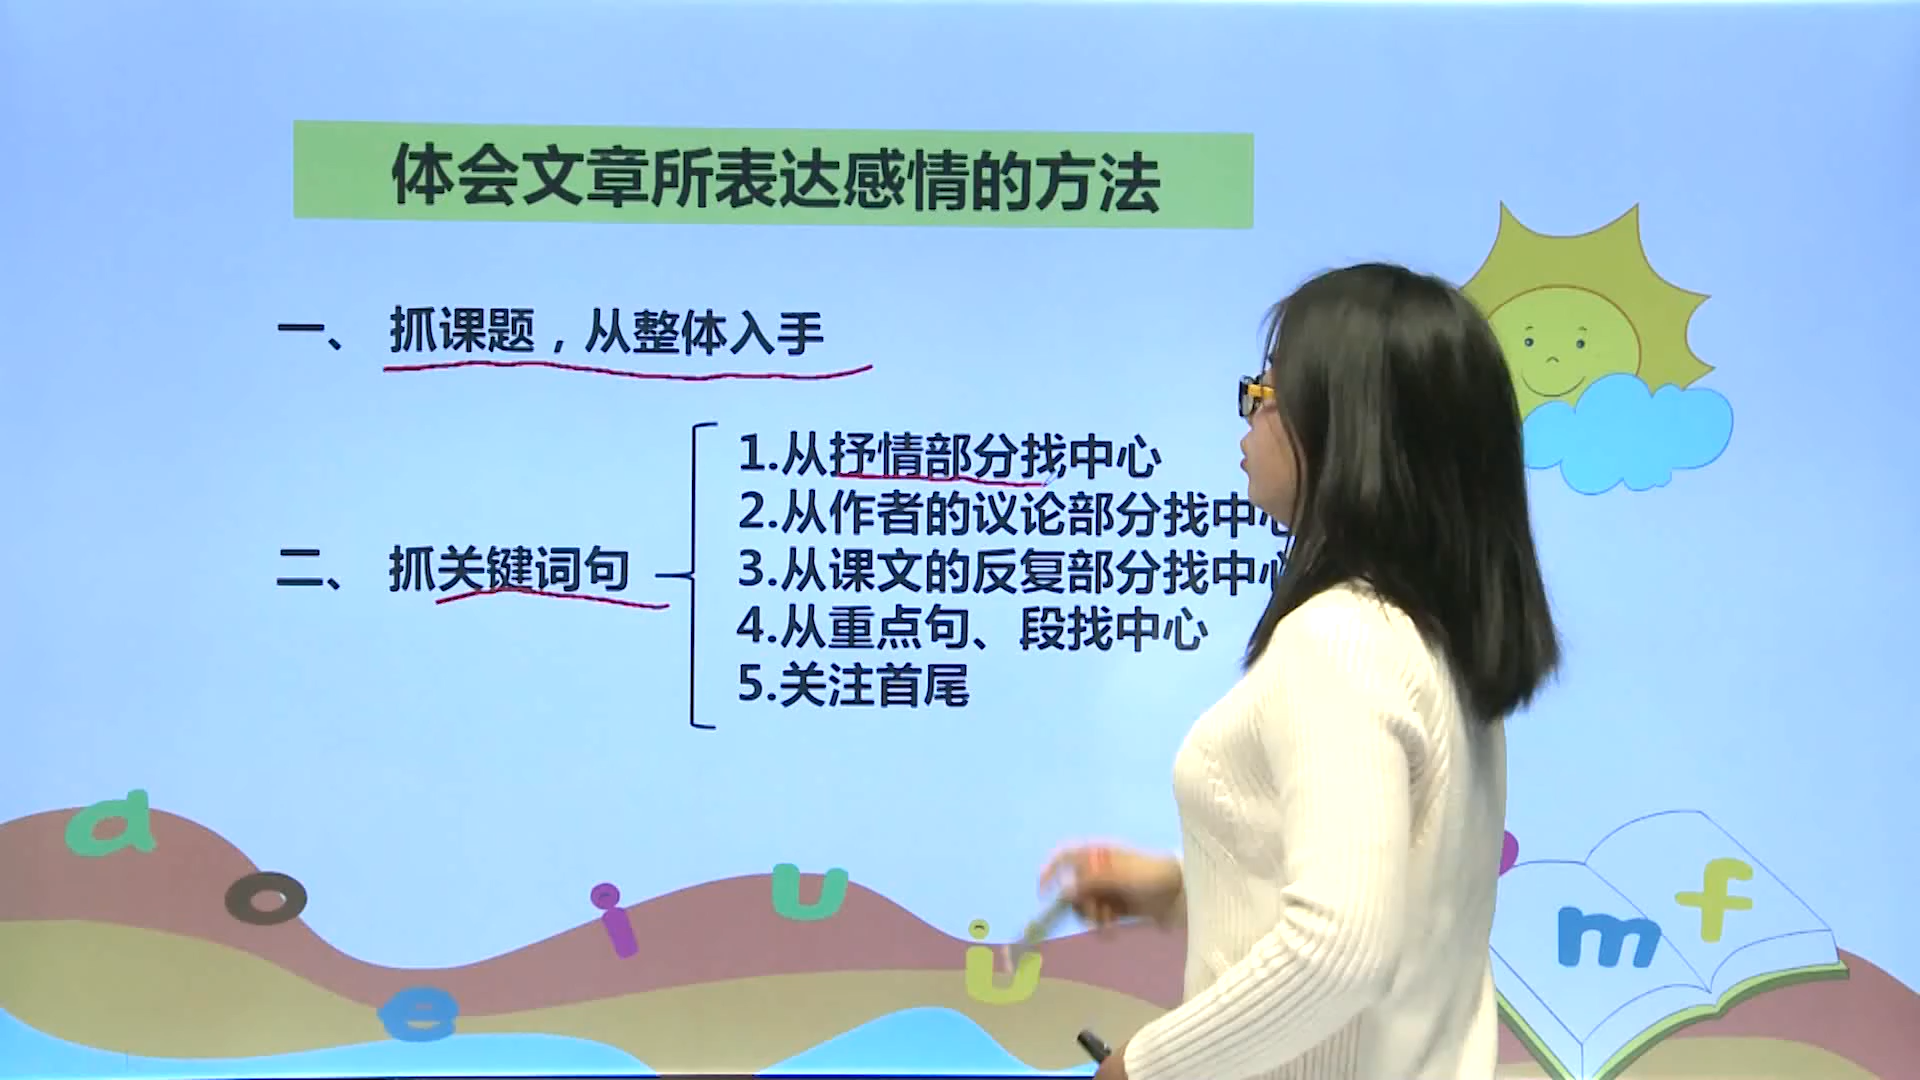 体会文章所表达感情的方法
一、 抓课题，从整体入手
1.从抒情部分找中心
2.从作者的议论部分找中心
3.从课文的反复部分找中心
二、 抓关键词句
4.从重点句、段找中心
5.关注首尾
a
o
i
u
e
ü
m
f